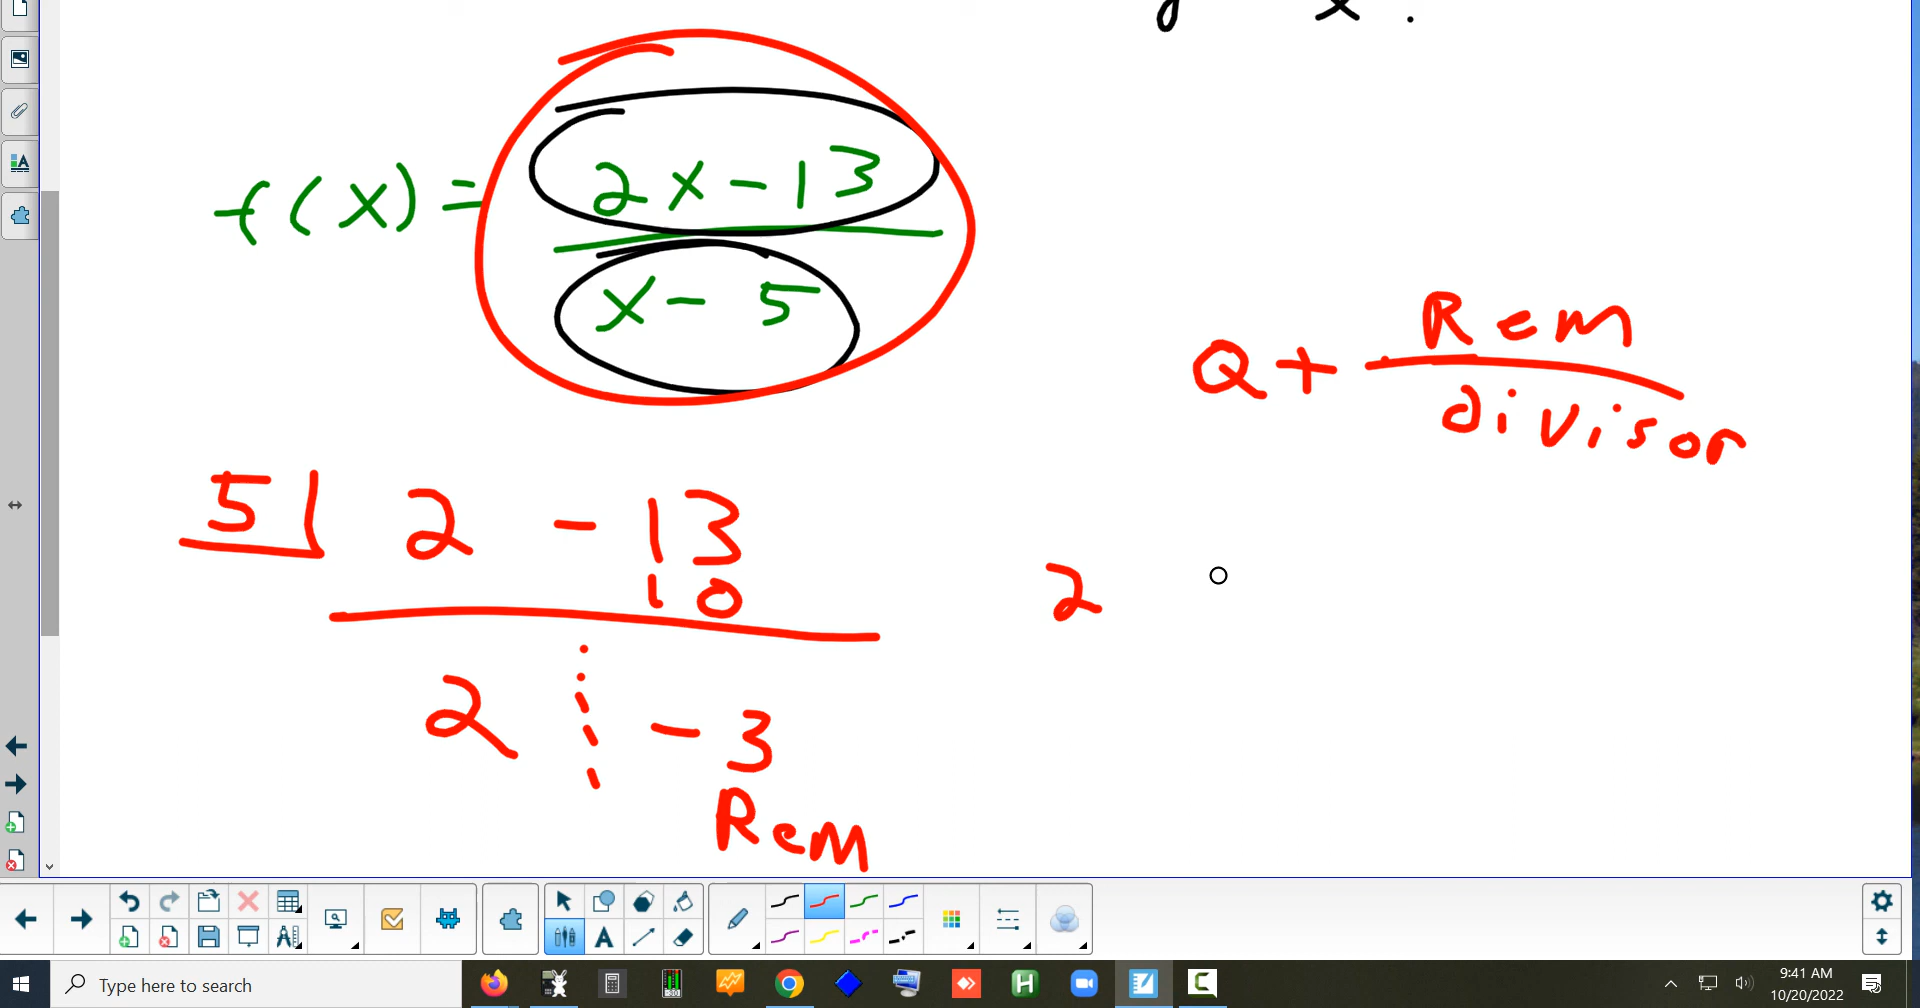 y   x .
f(x) = 2x - 13
x - 5
Q + Rem
divisor
5| 2 - 13
10
2
2 - 3
Rem
Type here to search
9:41 AM
10/20/2022